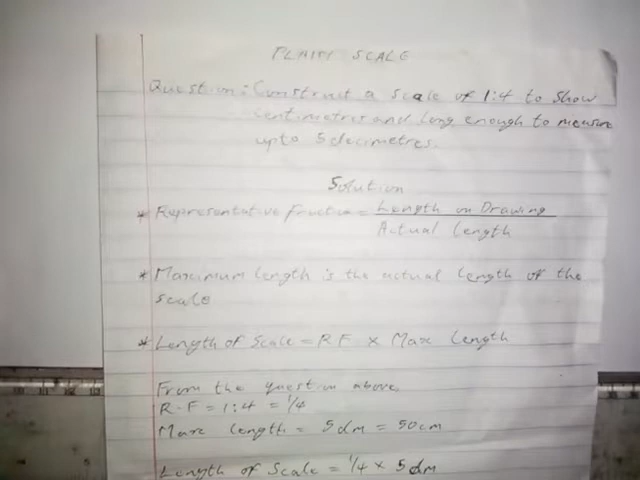 PLAIN SCALE
Question: Construct a scale of 1:4 to show
centimetres and long enough to measure
upto 5 decimetres.
Solution
* Representative Fraction = Length on Drawing
Actual Length
* Maximum Length is the actual length of the
scale
* Length of Scale = RF x Max Length
From the question above,
R.F = 1:4 = 1/4
Max length = 5dm = 50cm
Length of Scale = 1/4 x 5dm